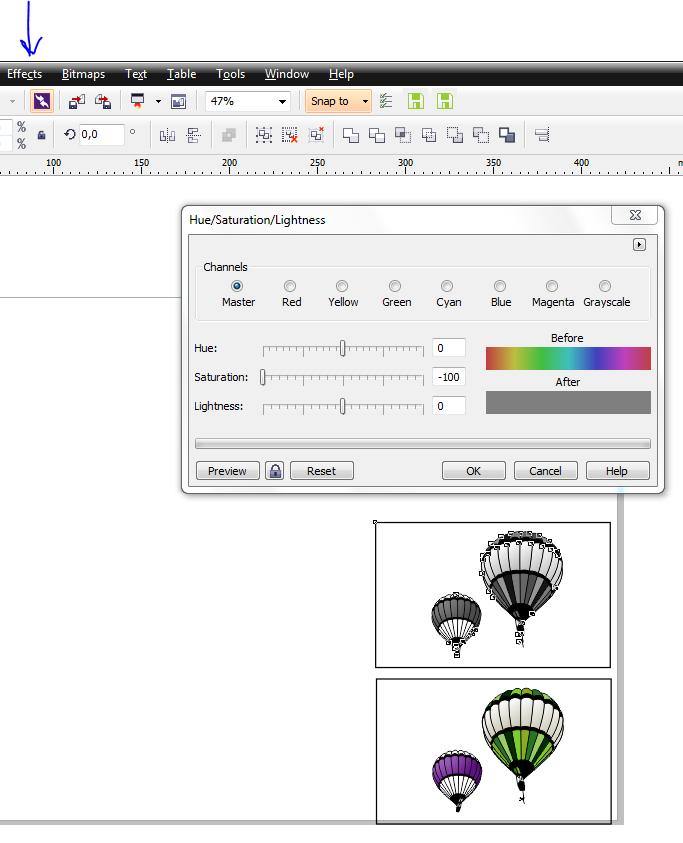 Effects Bitmaps Text Table Tools Window Help
47% Snap to
%
% 0,0 °
100 150 200 250 300 350 400
Hue/Saturation/Lightness
Channels
Master Red Yellow Green Cyan Blue Magenta Grayscale
Before
Hue: 0
After
Saturation: -100
Lightness: 0
Preview Reset OK Cancel Help